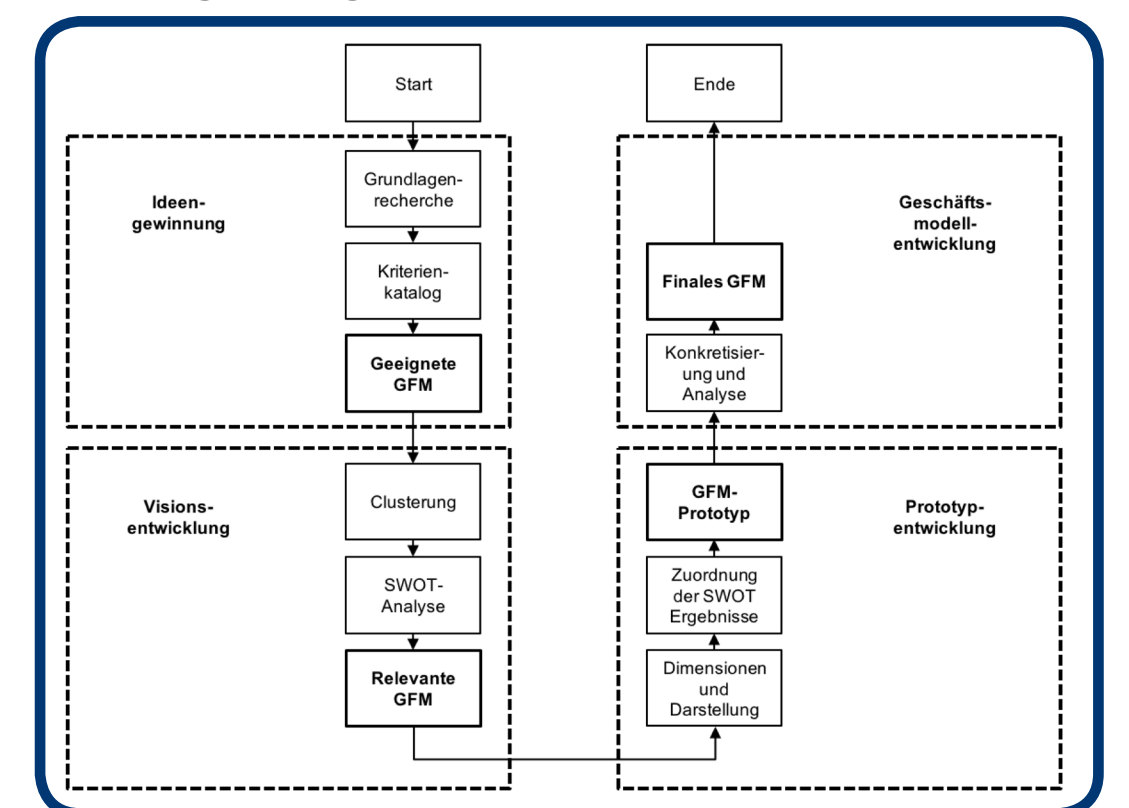 Start
Ideen-
gewinnung
Grundlagen-
recherche
Kriterien-
katalog
Geeignete
GFM
Visions-
entwicklung
Clusterung
SWOT-
Analyse
Relevante
GFM
Ende
Geschäfts-
modell-
entwicklung
Finales GFM
Konkretisier-
ung und
Analyse
GFM-
Prototyp
Prototyp-
entwicklung
Zuordnung
der SWOT
Ergebnisse
Dimensionen
und
Darstellung